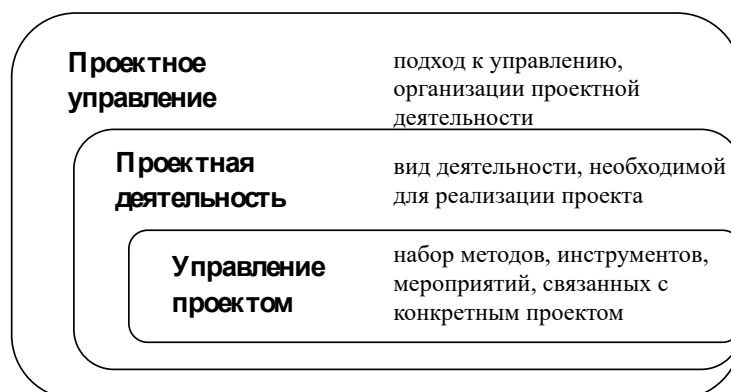 Проектное
управление
подход к управлению,
организации проектной
деятельности
Проектная
деятельность
вид деятельности, необходимой
для реализации проекта
Управление
проектом
набор методов, инструментов,
мероприятий, связанных с
конкретным проектом